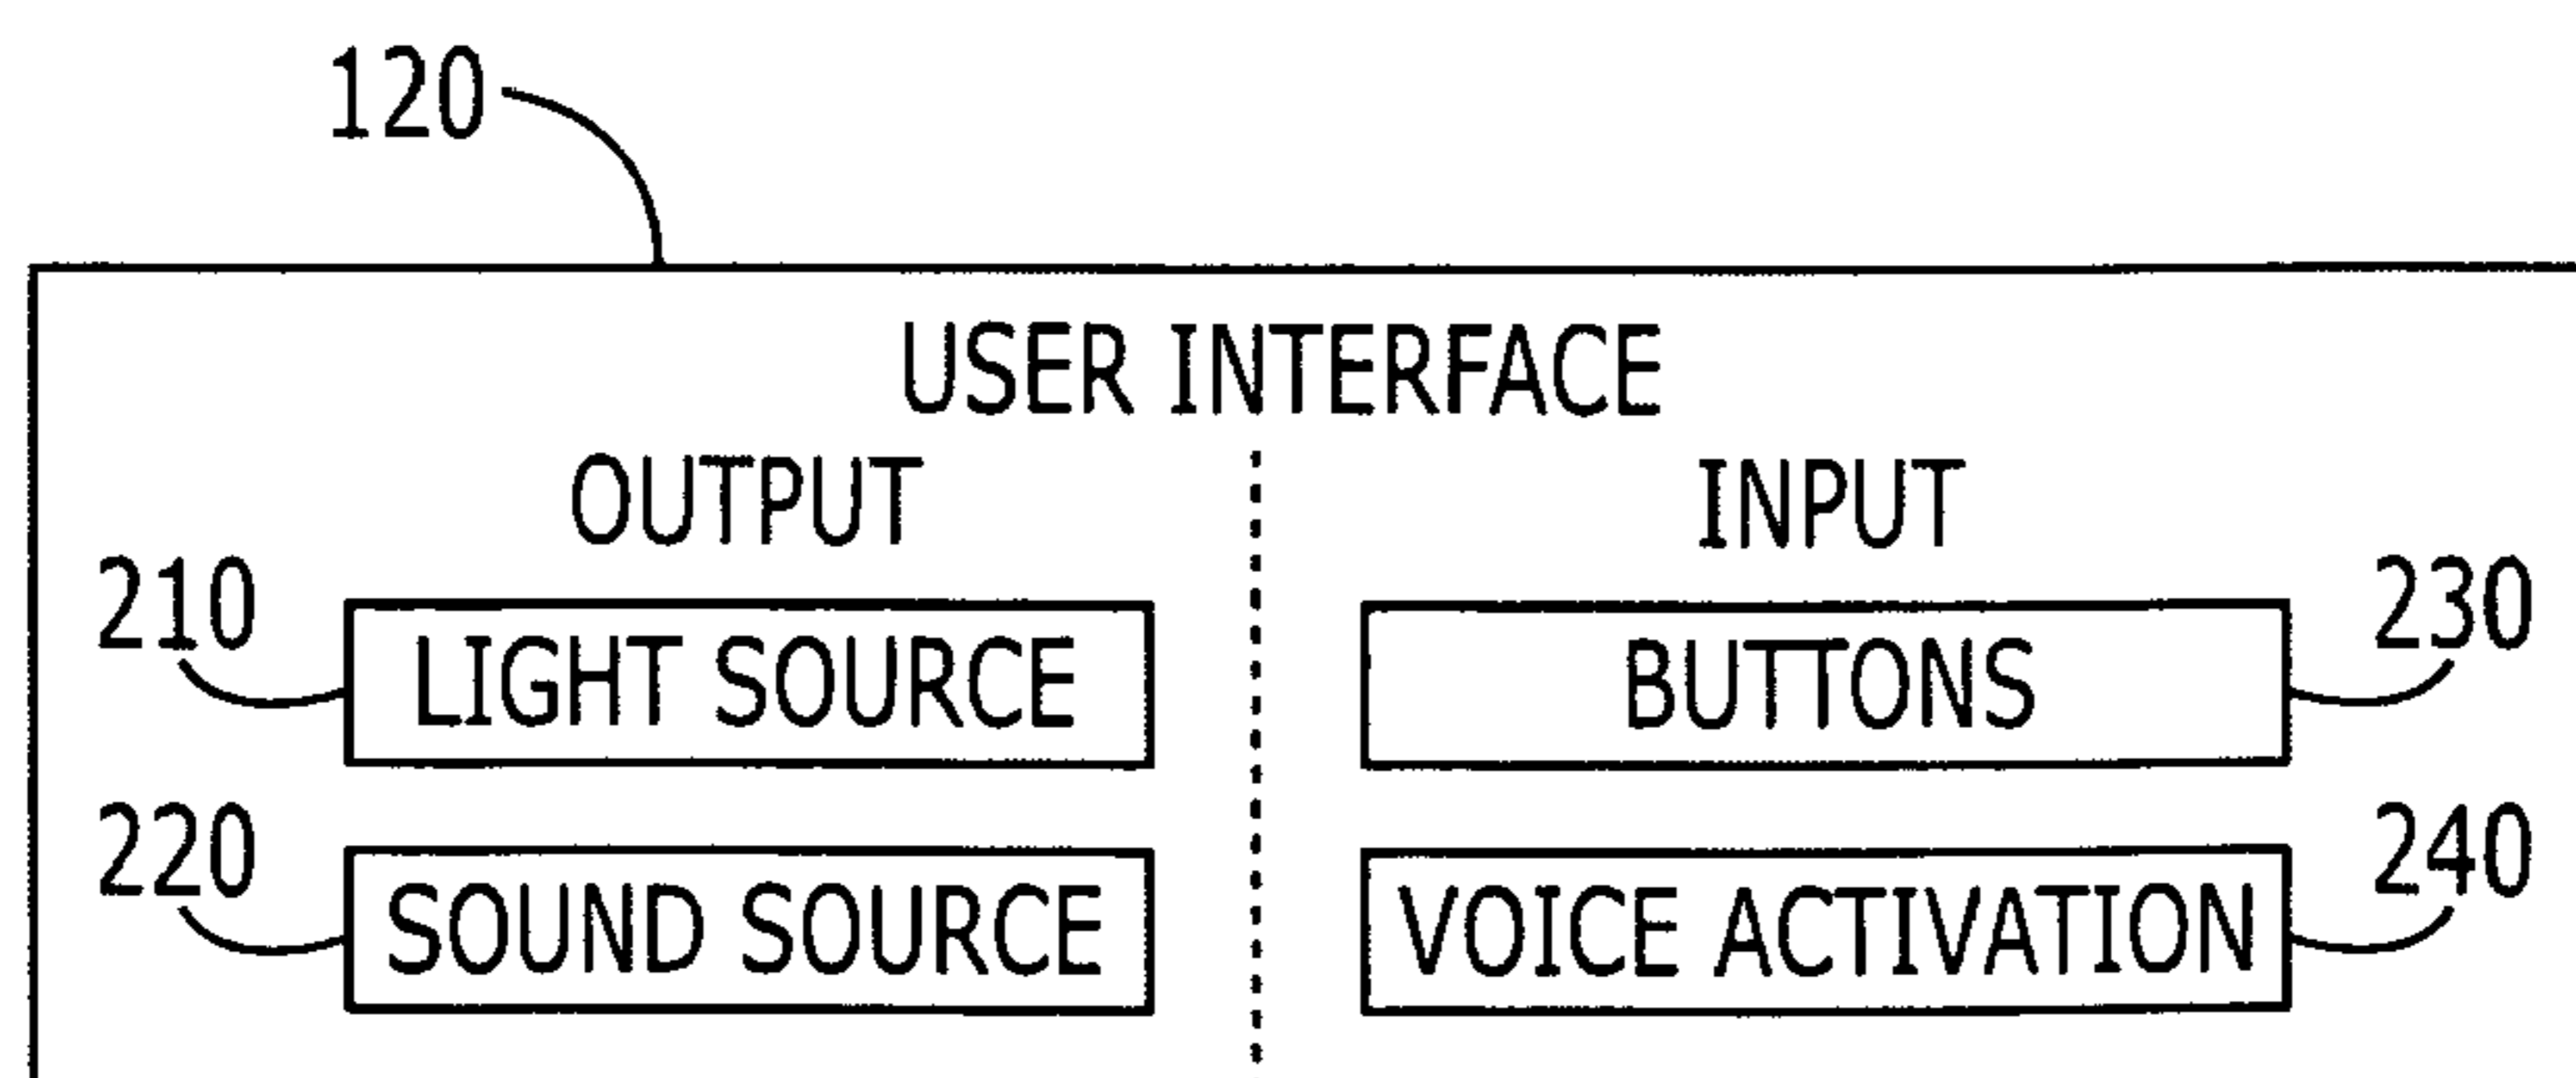 120
USER INTERFACE
OUTPUT
INPUT
210
LIGHT SOURCE
BUTTONS
230
220
SOUND SOURCE
VOICE ACTIVATION
240